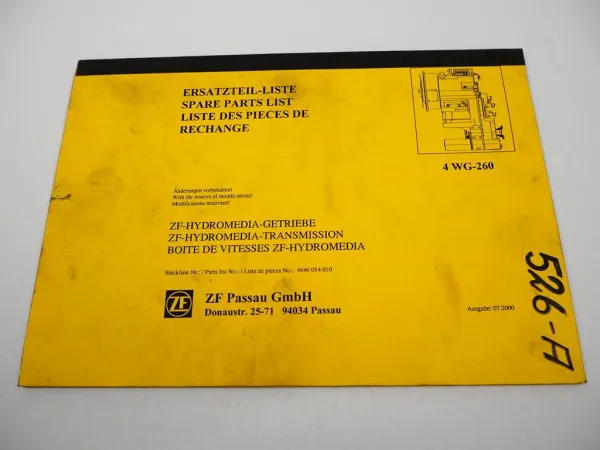 ERSATZTEIL-LISTE
SPARE PARTS LIST
LISTE DES PIECES DE
RECHANGE
4 WG-260
Änderungen vorbehalten!
With the reserve of modifications!
Modifications reservees!
ZF-HYDROMEDIA-GETRIEBE
ZF-HYDROMEDIA-TRANSMISSION
BOITE DE VITESSES ZF-HYDROMEDIA
Stückliste Nr.: / Parts list No.: / Liste de pieces No.: 4646 054 010
ZF
ZF Passau GmbH
Donaustr. 25-71 94034 Passau
Ausgabe: 07.2000
526-A